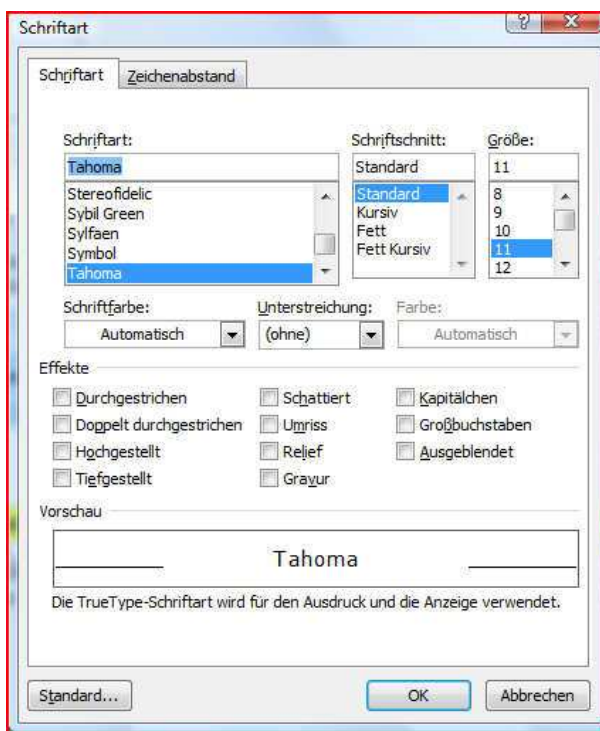 Schriftart
Schriftart Zeichenabstand
Schriftart: Schriftschnitt: Größe:
Tahoma Standard 11
Stereofidelic Standard 8
Sybil Green Kursiv 9
Sylfaen Fett 10
Symbol Fett Kursiv 11
Tahoma 12
Schriftfarbe: Unterstreichung: Farbe:
Automatisch (ohne) Automatisch
Effekte
Durchgestrichen Schattiert Kapitälchen
Doppelt durchgestrichen Umriss Großbuchstaben
Hochgestellt Relief Ausgeblendet
Tiefgestellt Gravur
Vorschau
Tahoma
Die TrueType-Schriftart wird für den Ausdruck und die Anzeige verwendet.
Standard... OK Abbrechen